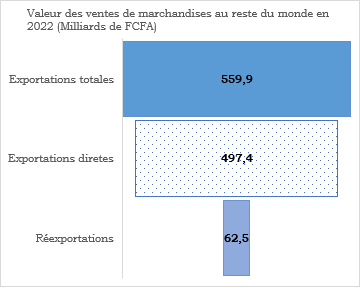 Valeur des ventes de marchandises au reste du monde en
2022 (Milliards de FCFA)
Exportations totales
559,9
Exportations diretes
497,4
Réexportations
62,5